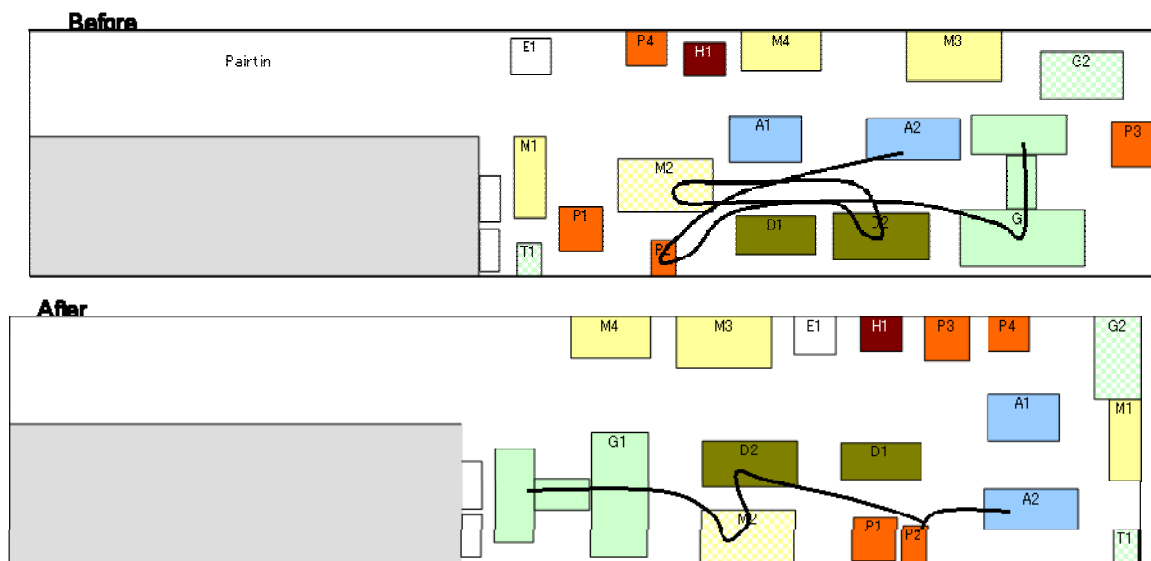 Before
Pairtin
E1
P4
H1
M4
M3
G2
M1
M2
A1
A2
P3
P1
T1
P2
D1
D2
G
After
M4
M3
E1
H1
P3
P4
G2
A1
M1
G1
D2
D1
M2
P1
P2
A2
T1